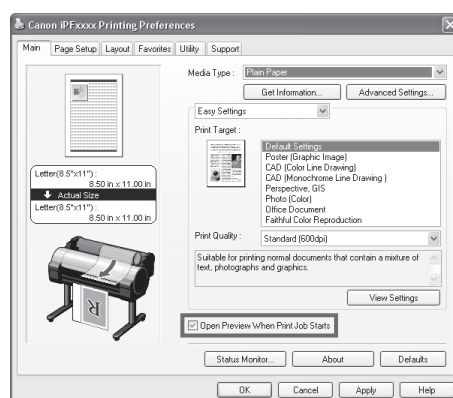 Canon iPFxxxx Printing Preferences
Main Page Setup Layout Favorites Utility Support
Media Type : Plain Paper
Get Information... Advanced Settings...
Easy Settings
Print Target :
Default Settings
Poster (Graphic Image)
CAD (Color Line Drawing)
CAD (Monochrome Line Drawing )
Perspective, GIS
Photo (Color)
Office Document
Faithful Color Reproduction
Letter(8.5"x11") :
8.50 in x 11.00 in
Actual Size
Letter(8.5"x11") :
8.50 in x 11.00 in
Print Quality : Standard (600dpi)
Suitable for printing normal documents that contain a mixture of
text, photographs and graphics.
View Settings
Open Preview When Print Job Starts
Status Monitor... About Defaults
OK Cancel Apply Help